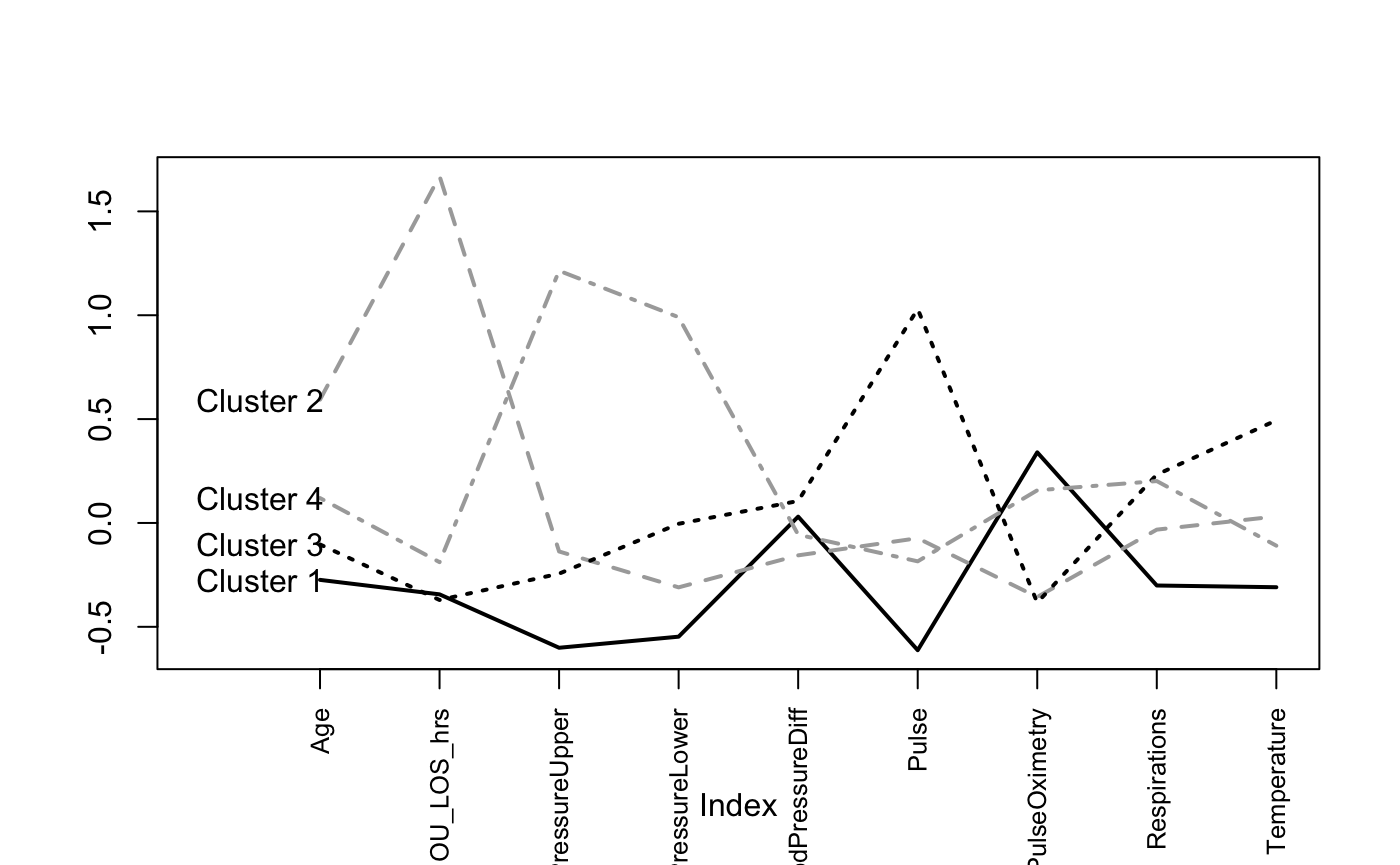 1.5
1.0
0.5
0.0
-0.5
Cluster 2
Cluster 4
Cluster 3
Cluster 1
Age
OU_LOS_hrs
ressureUpper
ressureLower
dPressureDiff
Pulse
PulseOximetry
Respirations
Temperature
Index